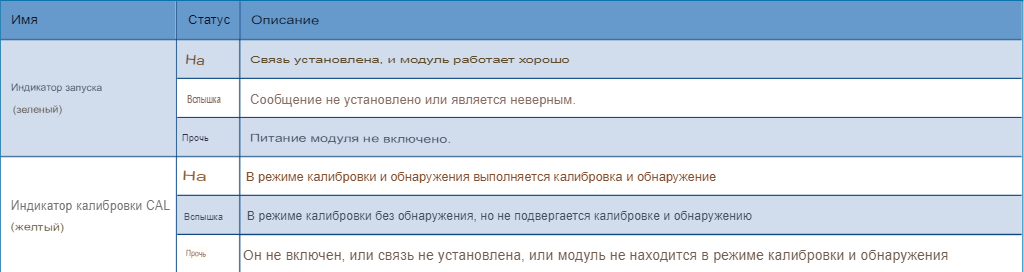 Имя Статус Описание
Индикатор запуска
(зеленый)
На Связь установлена, и модуль работает хорошо
Вспышка Сообщение не установлено или является неверным.
Прочь Питание модуля не включено.
Индикатор калибровки CAL
(желтый)
На В режиме калибровки и обнаружения выполняется калибровка и обнаружение
Вспышка В режиме калибровки без обнаружения, но не подвергается калибровке и обнаружению
Прочь Он не включен, или связь не установлена, или модуль не находится в режиме калибровки и обнаружения